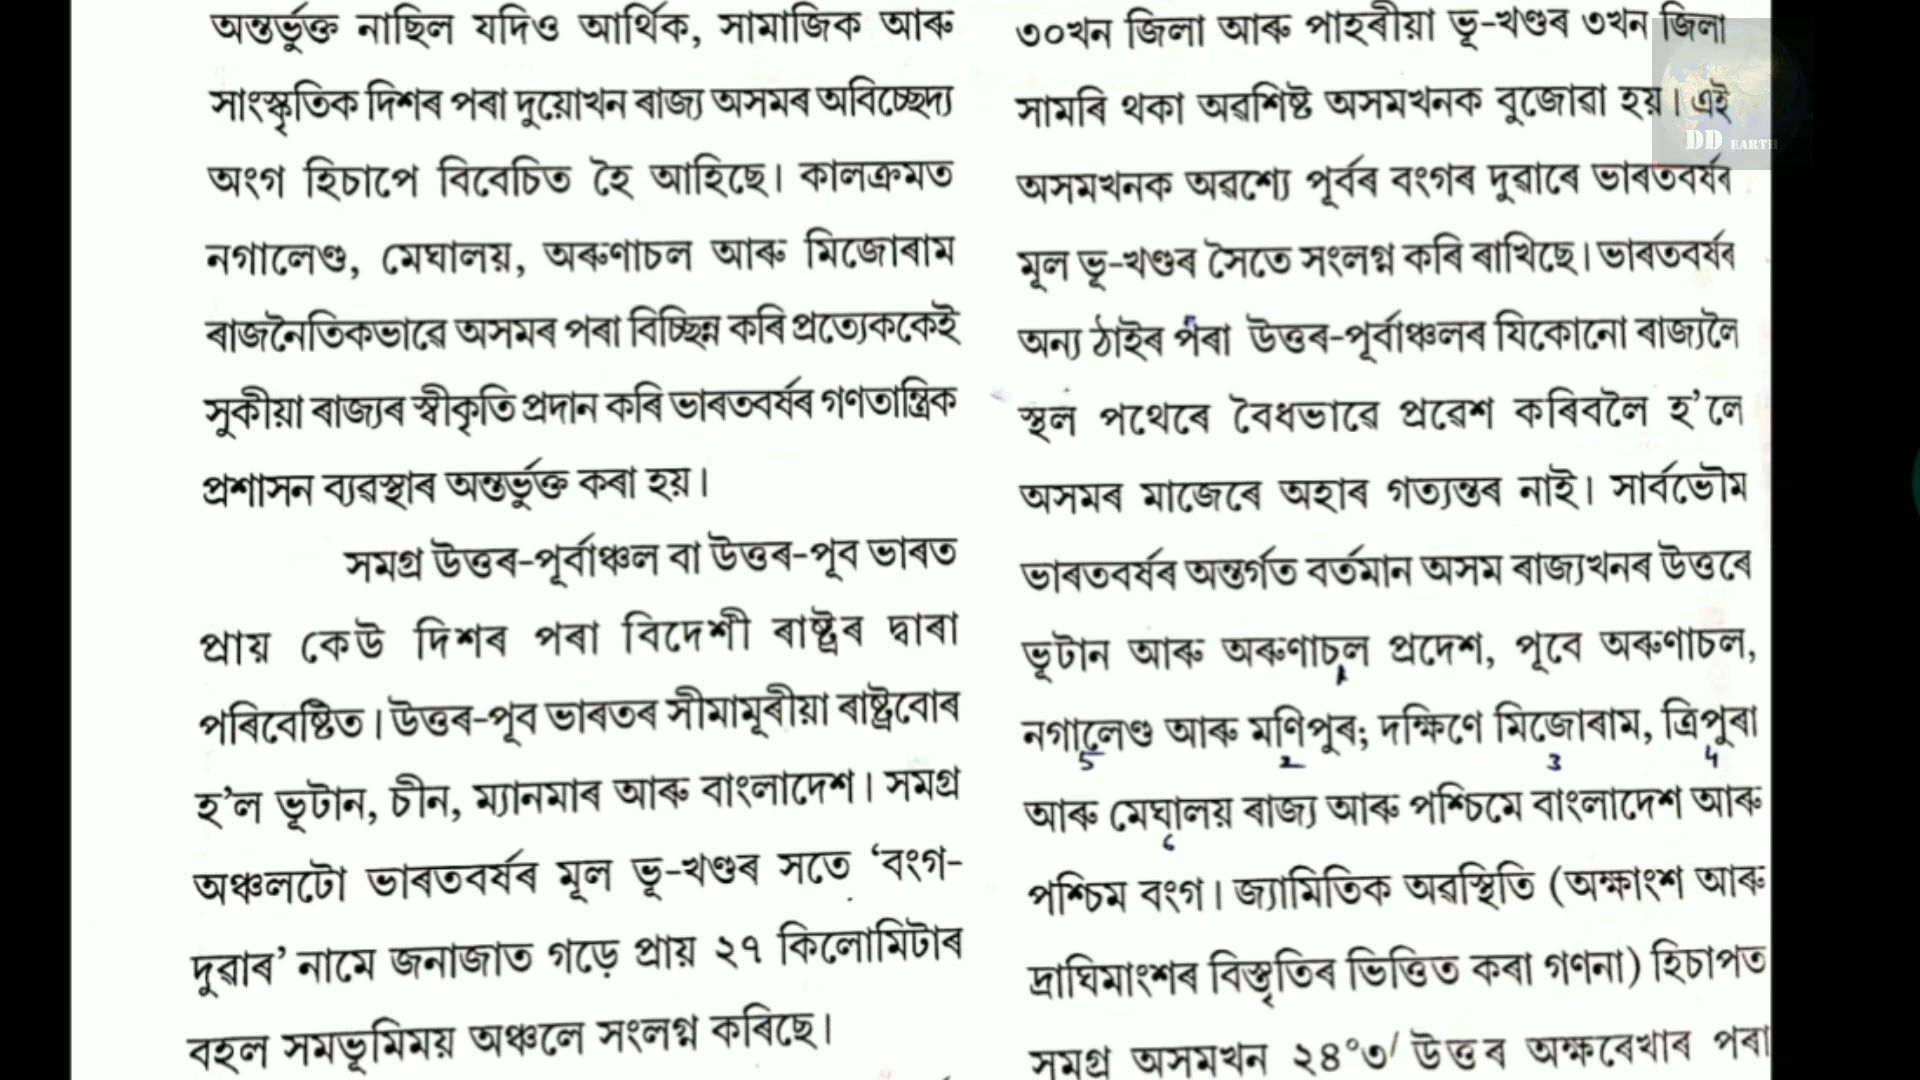 অন্তৰ্ভুক্ত নাছিল যদিও আৰ্থিক, সামাজিক আৰু
সাংস্কৃতিক দিশৰ পৰা দুয়োখন ৰাজ্য অসমৰ অবিচ্ছেদ্য
অংগ হিচাপে বিবেচিত হৈ আহিছে। কালক্ৰমত
নগালেণ্ড, মেঘালয়, অৰুণাচল আৰু মিজোৰাম
ৰাজনৈতিকভাৱে অসমৰ পৰা বিচ্ছিন্ন কৰি প্ৰত্যেককেই
সুকীয়া ৰাজ্যৰ স্বীকৃতি প্ৰদান কৰি ভাৰতবৰ্ষৰ গণতান্ত্ৰিক
প্ৰশাসন ব্যৱস্থাৰ অন্তৰ্ভুক্ত কৰা হয়।
সমগ্ৰ উত্তৰ-পূৰ্বাঞ্চল বা উত্তৰ-পূব ভাৰত
প্ৰায় কেউ দিশৰ পৰা বিদেশী ৰাষ্ট্ৰৰ দ্বাৰা
পৰিবেষ্টিত। উত্তৰ-পূব ভাৰতৰ সীমামূৰীয়া ৰাষ্ট্ৰবোৰ
হ'ল ভূটান, চীন, ম্যানমাৰ আৰু বাংলাদেশ। সমগ্ৰ
অঞ্চলটো ভাৰতবৰ্ষৰ মূল ভূ-খণ্ডৰ সতে ‘বংগ-
দুৱাৰ’ নামে জনাজাত গড়ে প্ৰায় ২৭ কিলোমিটাৰ
বহল সমভূমিময় অঞ্চলে সংলগ্ন কৰিছে।
৩০খন জিলা আৰু পাহৰীয়া ভূ-খণ্ডৰ ৩খন জিলা
সামৰি থকা অৱশিষ্ট অসমখনক বুজোৱা হয়। এই
অসমখনক অৱশ্যে পূৰ্বৰ বংগৰ দুৱাৰে ভাৰতবৰ্ষৰ
মূল ভূ-খণ্ডৰ সৈতে সংলগ্ন কৰি ৰাখিছে। ভাৰতবৰ্ষৰ
অন্য ঠাইৰ পৰা উত্তৰ-পূৰ্বাঞ্চলৰ যিকোনো ৰাজ্যলৈ
স্থল পথেৰে বৈধভাৱে প্ৰৱেশ কৰিবলৈ হ'লে
অসমৰ মাজেৰে অহাৰ গত্যন্তৰ নাই। সাৰ্বভৌম
ভাৰতবৰ্ষৰ অন্তৰ্গত বৰ্তমান অসম ৰাজ্যখনৰ উত্তৰে
ভূটান আৰু অৰুণাচল প্ৰদেশ, পূবে অৰুণাচল,
1
নগালেণ্ড আৰু মণিপুৰ; দক্ষিণে মিজোৰাম, ত্ৰিপুৰা
5 2 3 4
আৰু মেঘালয় ৰাজ্য আৰু পশ্চিমে বাংলাদেশ আৰু
6
পশ্চিম বংগ। জ্যামিতিক অৱস্থিতি (অক্ষাংশ আৰু
দ্ৰাঘিমাংশৰ বিস্তৃতিৰ ভিত্তিত কৰা গণনা) হিচাপত
সমগ্ৰ অসমখন ২৪°৩′ উত্তৰ অক্ষৰেখাৰ পৰা
DD EARTH